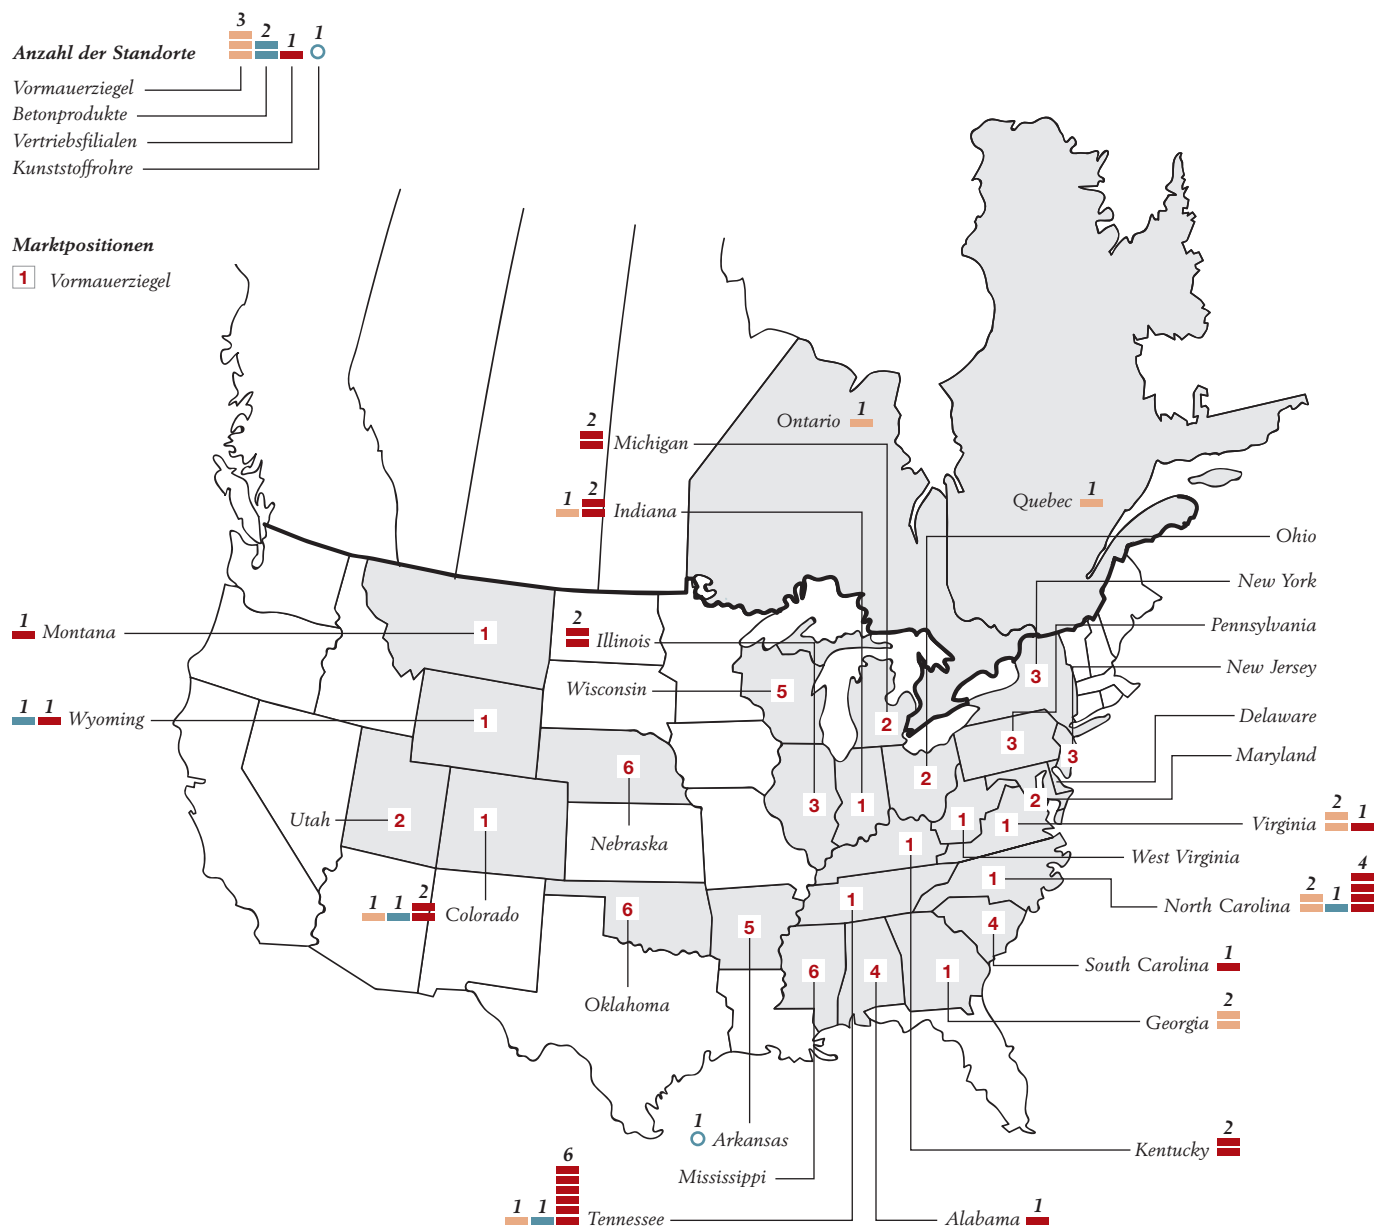 3 2 1 1
Anzahl der Standorte
Vormauerziegel
Betonprodukte
Vertriebsfilialen
Kunststoffrohre
Marktpositionen
1 Vormauerziegel
Ontario 1
2 Michigan
Quebec 1
1 2 Indiana
Ohio
New York
Pennsylvania
1 Montana
1
2 Illinois
New Jersey
3
Wisconsin
5
1 1 Wyoming
1
2
Delaware
3
3
Maryland
6
2
Utah
2
1
Nebraska
3
1
2
1
1
Virginia 2 1
1
West Virginia
1 1 2 Colorado
6
5
1
1
North Carolina 2 1 4
4
South Carolina 1
6
4
1
Oklahoma
Georgia 2
1 Arkansas
Kentucky 2
Mississippi
1 1 6 Tennessee
Alabama 1